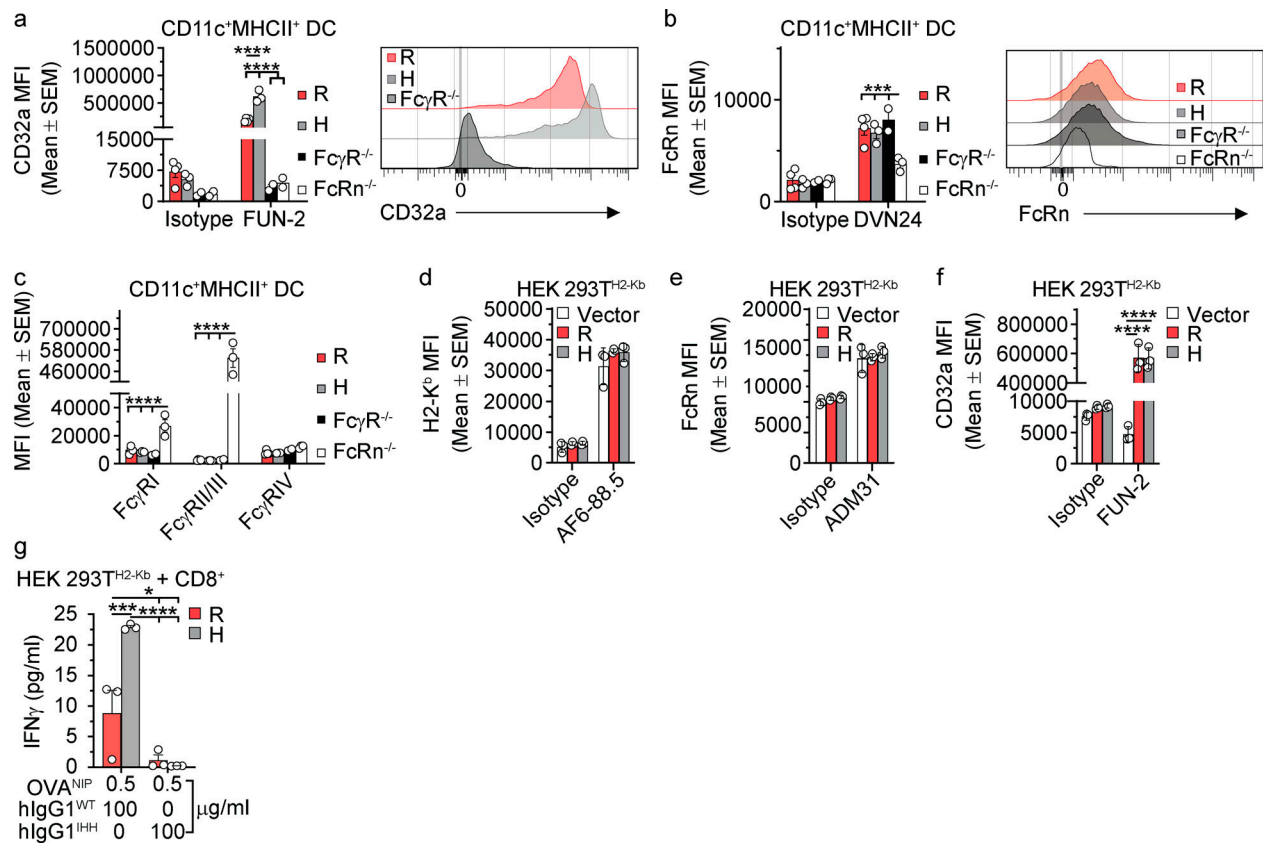 a
CD11c⁺MHCII⁺ DC
CD32a MFI
(Mean ± SEM)
1500000
1000000
500000
15000
7500
0
****
****
Isotype FUN-2
R
H
FcγR⁻/⁻
FcRn⁻/⁻
R
H
FcγR⁻/⁻
0
CD32a
b
CD11c⁺MHCII⁺ DC
FcRn MFI
(Mean ± SEM)
10000
0
***
Isotype DVN24
R
H
FcγR⁻/⁻
FcRn⁻/⁻
R
H
FcγR⁻/⁻
FcRn⁻/⁻
0
FcRn
c
CD11c⁺MHCII⁺ DC
MFI (Mean ± SEM)
700000
580000
460000
40000
20000
0
****
****
FcγRI
FcγRII/III
FcγRIV
R
H
FcγR⁻/⁻
FcRn⁻/⁻
d
HEK 293T^H2-Kb
H2-Kᵇ MFI
(Mean ± SEM)
50000
40000
30000
20000
10000
0
Vector
R
H
Isotype
AF6-88.5
e
HEK 293T^H2-Kb
FcRn MFI
(Mean ± SEM)
20000
15000
10000
5000
0
Vector
R
H
Isotype
ADM31
f
HEK 293T^H2-Kb
CD32a MFI
(Mean ± SEM)
800000
600000
400000
10000
5000
0
Vector
R
H
****
****
Isotype
FUN-2
g
HEK 293T^H2-Kb + CD8⁺
IFNγ (pg/ml)
25
20
15
10
5
0
*
*** ****
R
H
OVA^NIP 0.5 0.5
hIgG1^WT 100 0
hIgG1^IHH 0 100
μg/ml